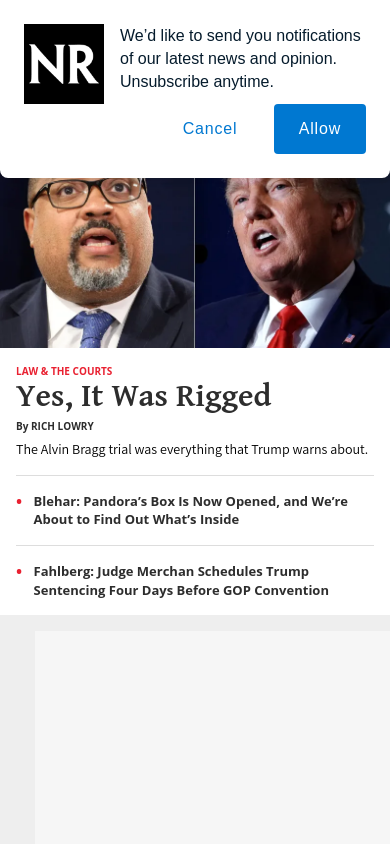 NR
We'd like to send you notifications
of our latest news and opinion.
Unsubscribe anytime.
Cancel
Allow
LAW & THE COURTS
Yes, It Was Rigged
By RICH LOWRY
The Alvin Bragg trial was everything that Trump warns about.
Blehar: Pandora's Box Is Now Opened, and We're
About to Find Out What's Inside
Fahlberg: Judge Merchan Schedules Trump
Sentencing Four Days Before GOP Convention